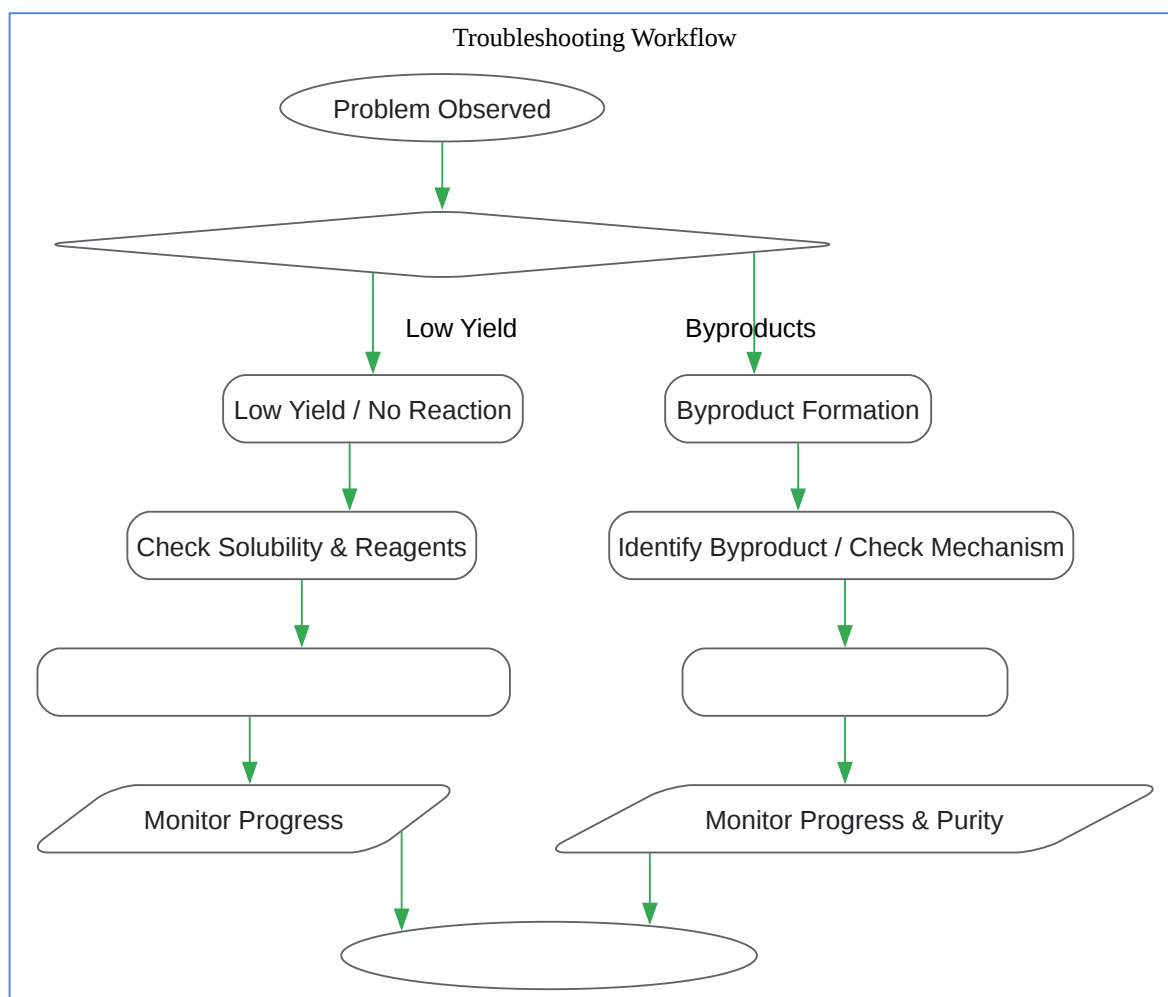 Troubleshooting Workflow
Problem Observed
Low Yield
Byproducts
Low Yield / No Reaction
Byproduct Formation
Check Solubility & Reagents
Identify Byproduct / Check Mechanism
Monitor Progress
Monitor Progress & Purity